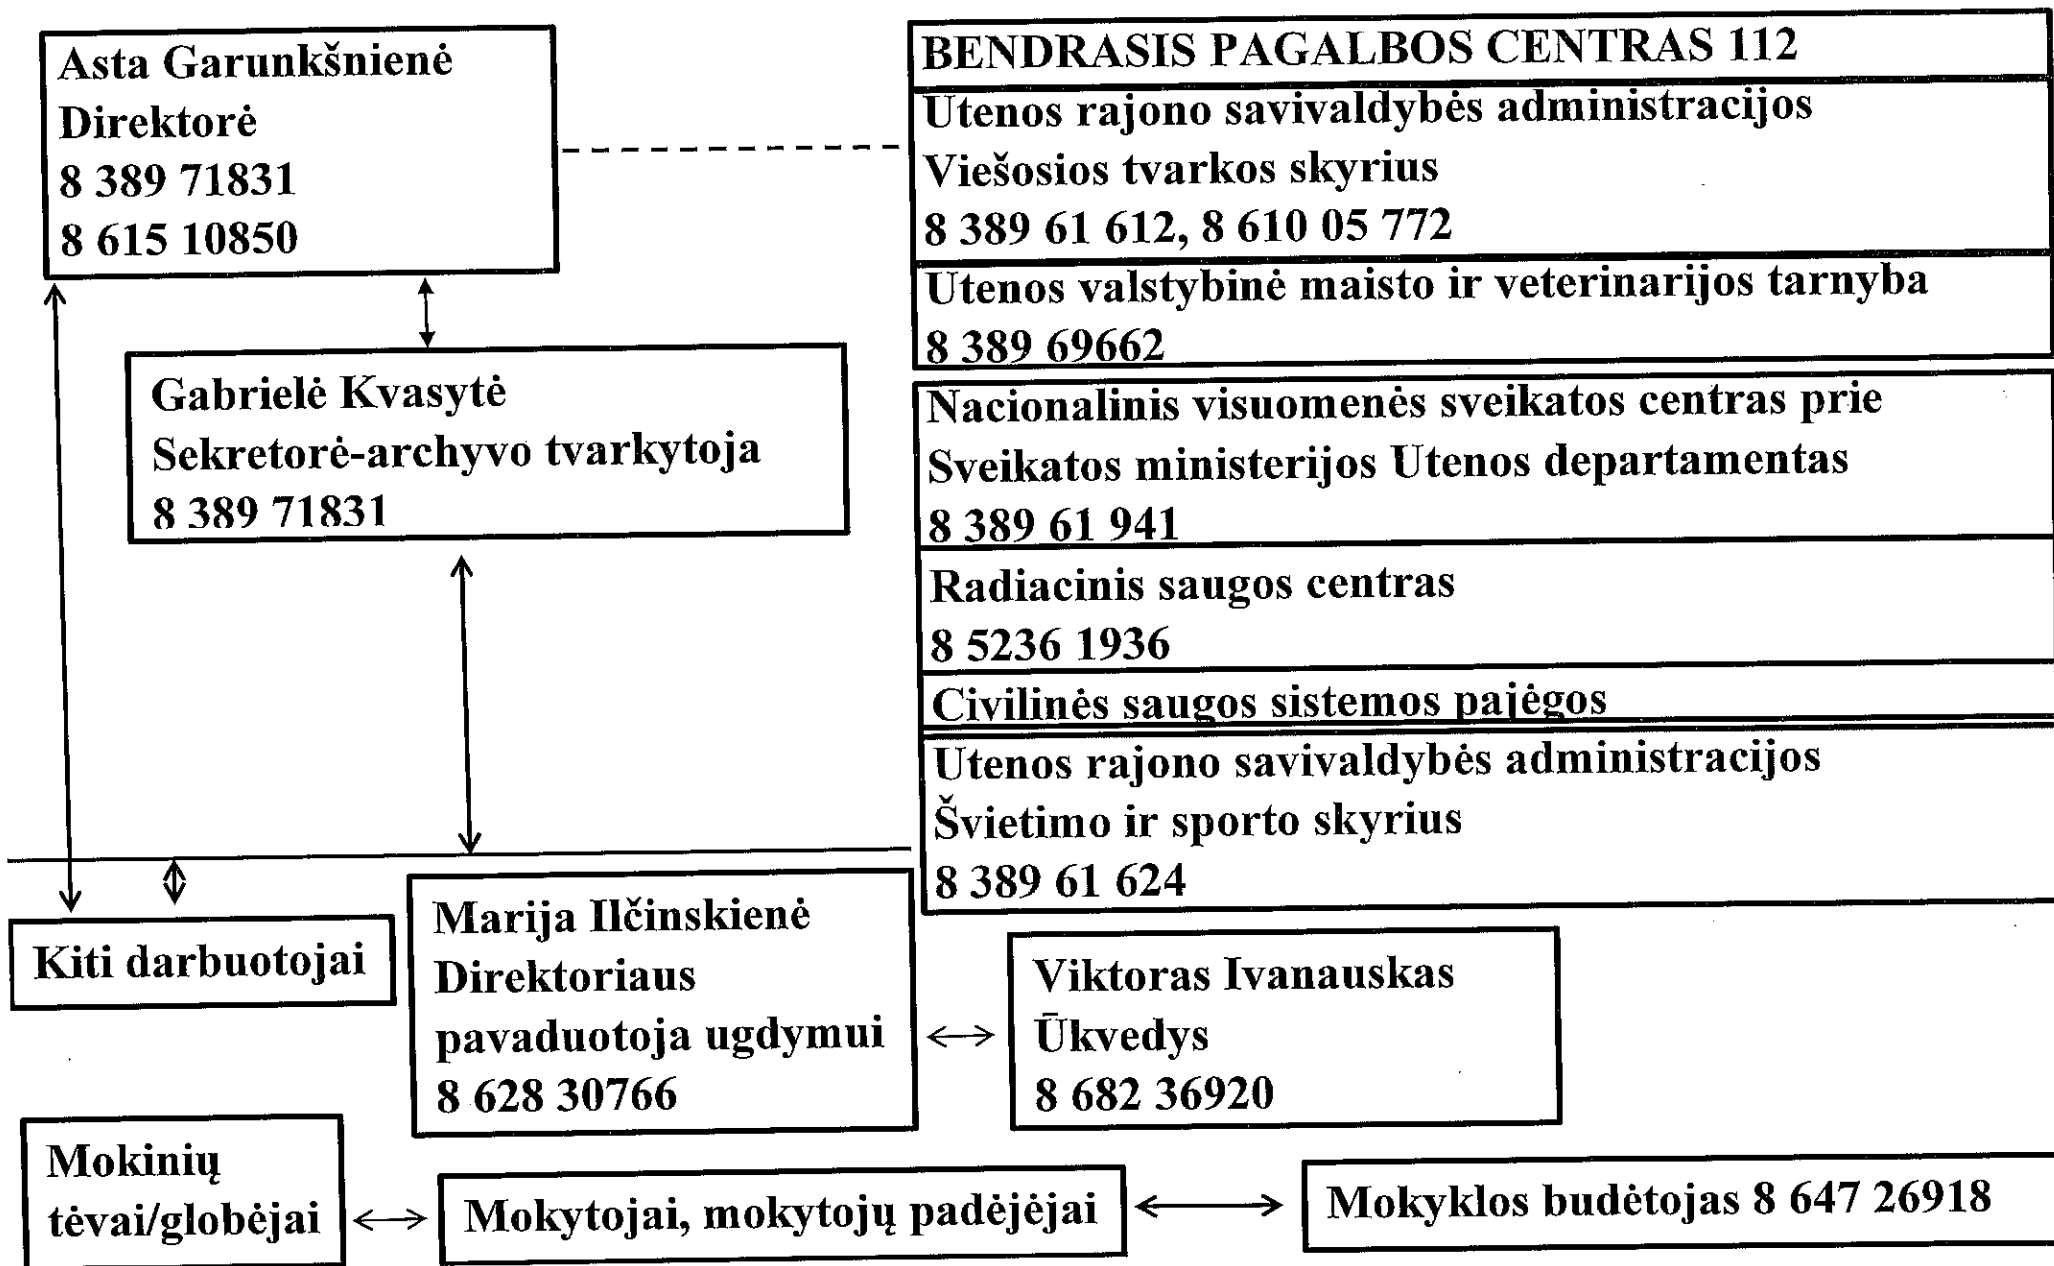 Asta Garunkšnienė
Direktorė
8 389 71831
8 615 10850
BENDRASIS PAGALBOS CENTRAS 112
Utenos rajono savivaldybės administracijos
Viešosios tvarkos skyrius
8 389 61 612, 8 610 05 772
Utenos valstybinė maisto ir veterinarijos tarnyba
8 389 69662
Gabrielė Kvasytė
Sekretorė-archyvo tvarkytoja
8 389 71831
Nacionalinis visuomenės sveikatos centras prie
Sveikatos ministerijos Utenos departamentas
8 389 61 941
Radiacinis saugos centras
8 5236 1936
Civilinės saugos sistemos pajėgos
Utenos rajono savivaldybės administracijos
Švietimo ir sporto skyrius
8 389 61 624
Kiti darbuotojai
Marija Ilčinskienė
Direktoriaus
pavaduotoja ugdymui
8 628 30766
Viktoras Ivanauskas
Ūkvedys
8 682 36920
Mokinių
tėvai/globėjai
Mokytojai, mokytojų padėjėjai
Mokyklos budėtojas 8 647 26918